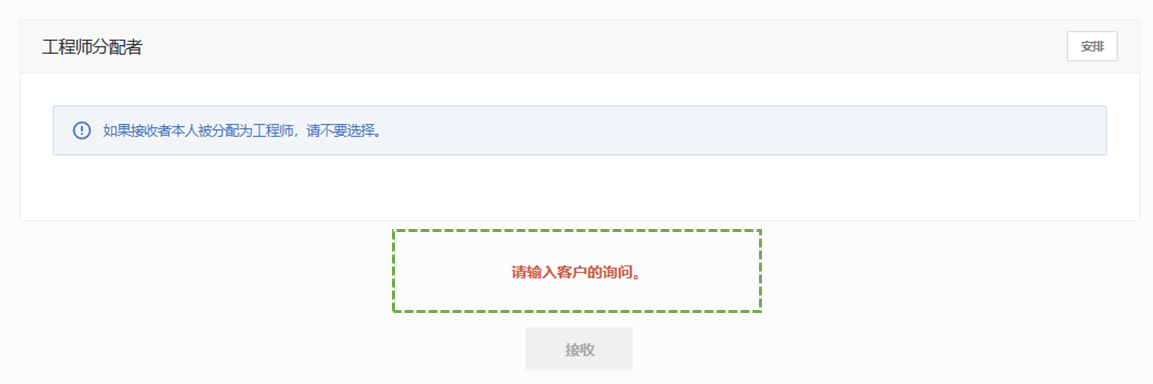 工程师分配者
安排
如果接收者本人被分配为工程师，请不要选择。
请输入客户的询问。
接收